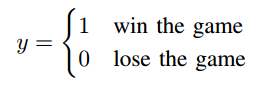 y = { 1 win the game
0 lose the game